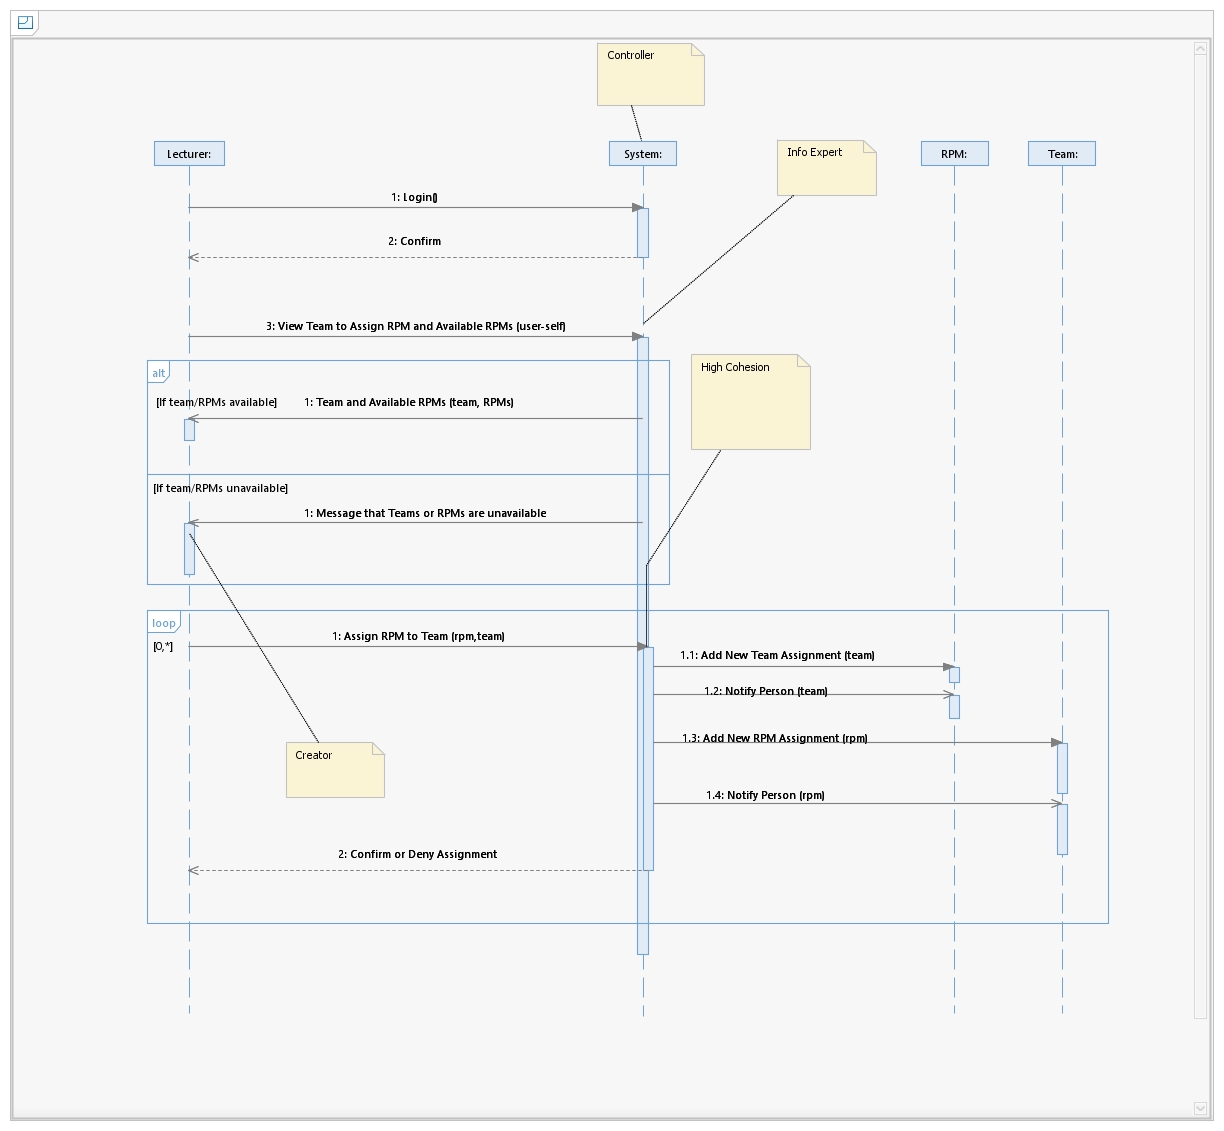 Controller
Lecturer:
System:
Info Expert
RPM:
Team:
1: Login()
2: Confirm
3: View Team to Assign RPM and Available RPMs (user-self)
alt
High Cohesion
[If team/RPMs available]
1: Team and Available RPMs (team, RPMs)
[If team/RPMs unavailable]
1: Message that Teams or RPMs are unavailable
loop
[0,*]
1: Assign RPM to Team (rpm,team)
1.1: Add New Team Assignment (team)
1.2: Notify Person (team)
1.3: Add New RPM Assignment (rpm)
Creator
1.4: Notify Person (rpm)
2: Confirm or Deny Assignment